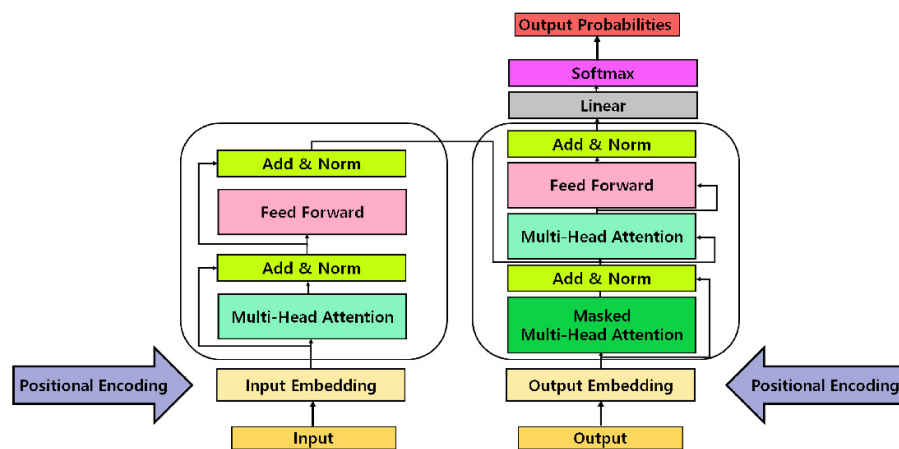 Output Probabilities
Softmax
Linear
Add & Norm
Feed Forward
Multi-Head Attention
Add & Norm
Masked
Multi-Head Attention
Output Embedding
Output
Positional Encoding
Add & Norm
Feed Forward
Add & Norm
Multi-Head Attention
Input Embedding
Input
Positional Encoding